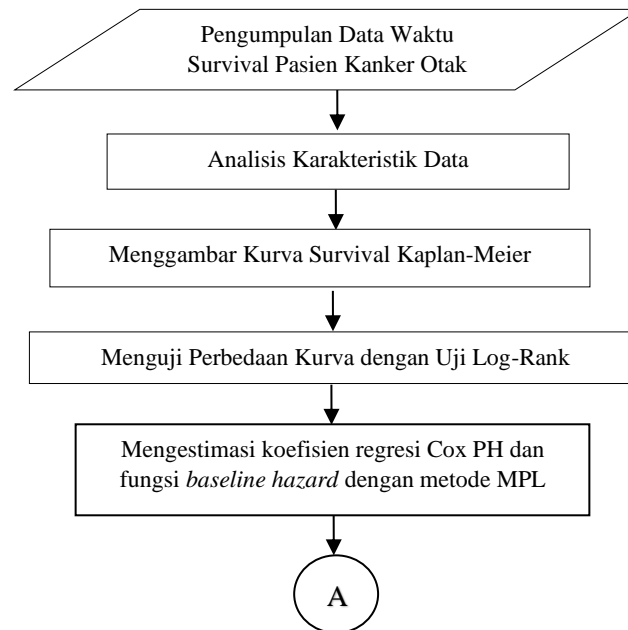 Pengumpulan Data Waktu
Survival Pasien Kanker Otak
Analisis Karakteristik Data
Menggambar Kurva Survival Kaplan-Meier
Menguji Perbedaan Kurva dengan Uji Log-Rank
Mengestimasi koefisien regresi Cox PH dan
fungsi baseline hazard dengan metode MPL
A